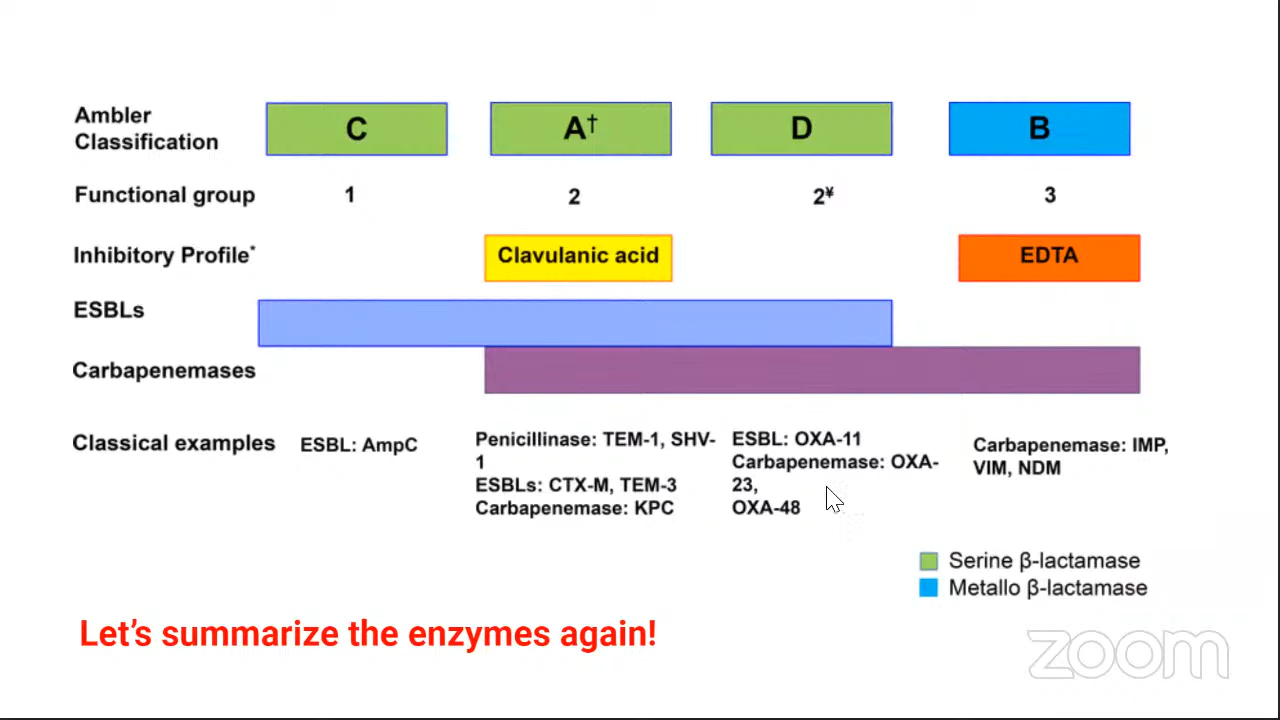 Ambler
Classification
C
A†
D
B
Functional group
1
2
2¥
3
Inhibitory Profile*
Clavulanic acid
EDTA
ESBLs
Carbapenemases
Classical examples
ESBL: AmpC
Penicillinase: TEM-1, SHV-
1
ESBLs: CTX-M, TEM-3
Carbapenemase: KPC
ESBL: OXA-11
Carbapenemase: OXA-
23,
OXA-48
Carbapenemase: IMP,
VIM, NDM
Serine β-lactamase
Metallo β-lactamase
Let's summarize the enzymes again!
zoom